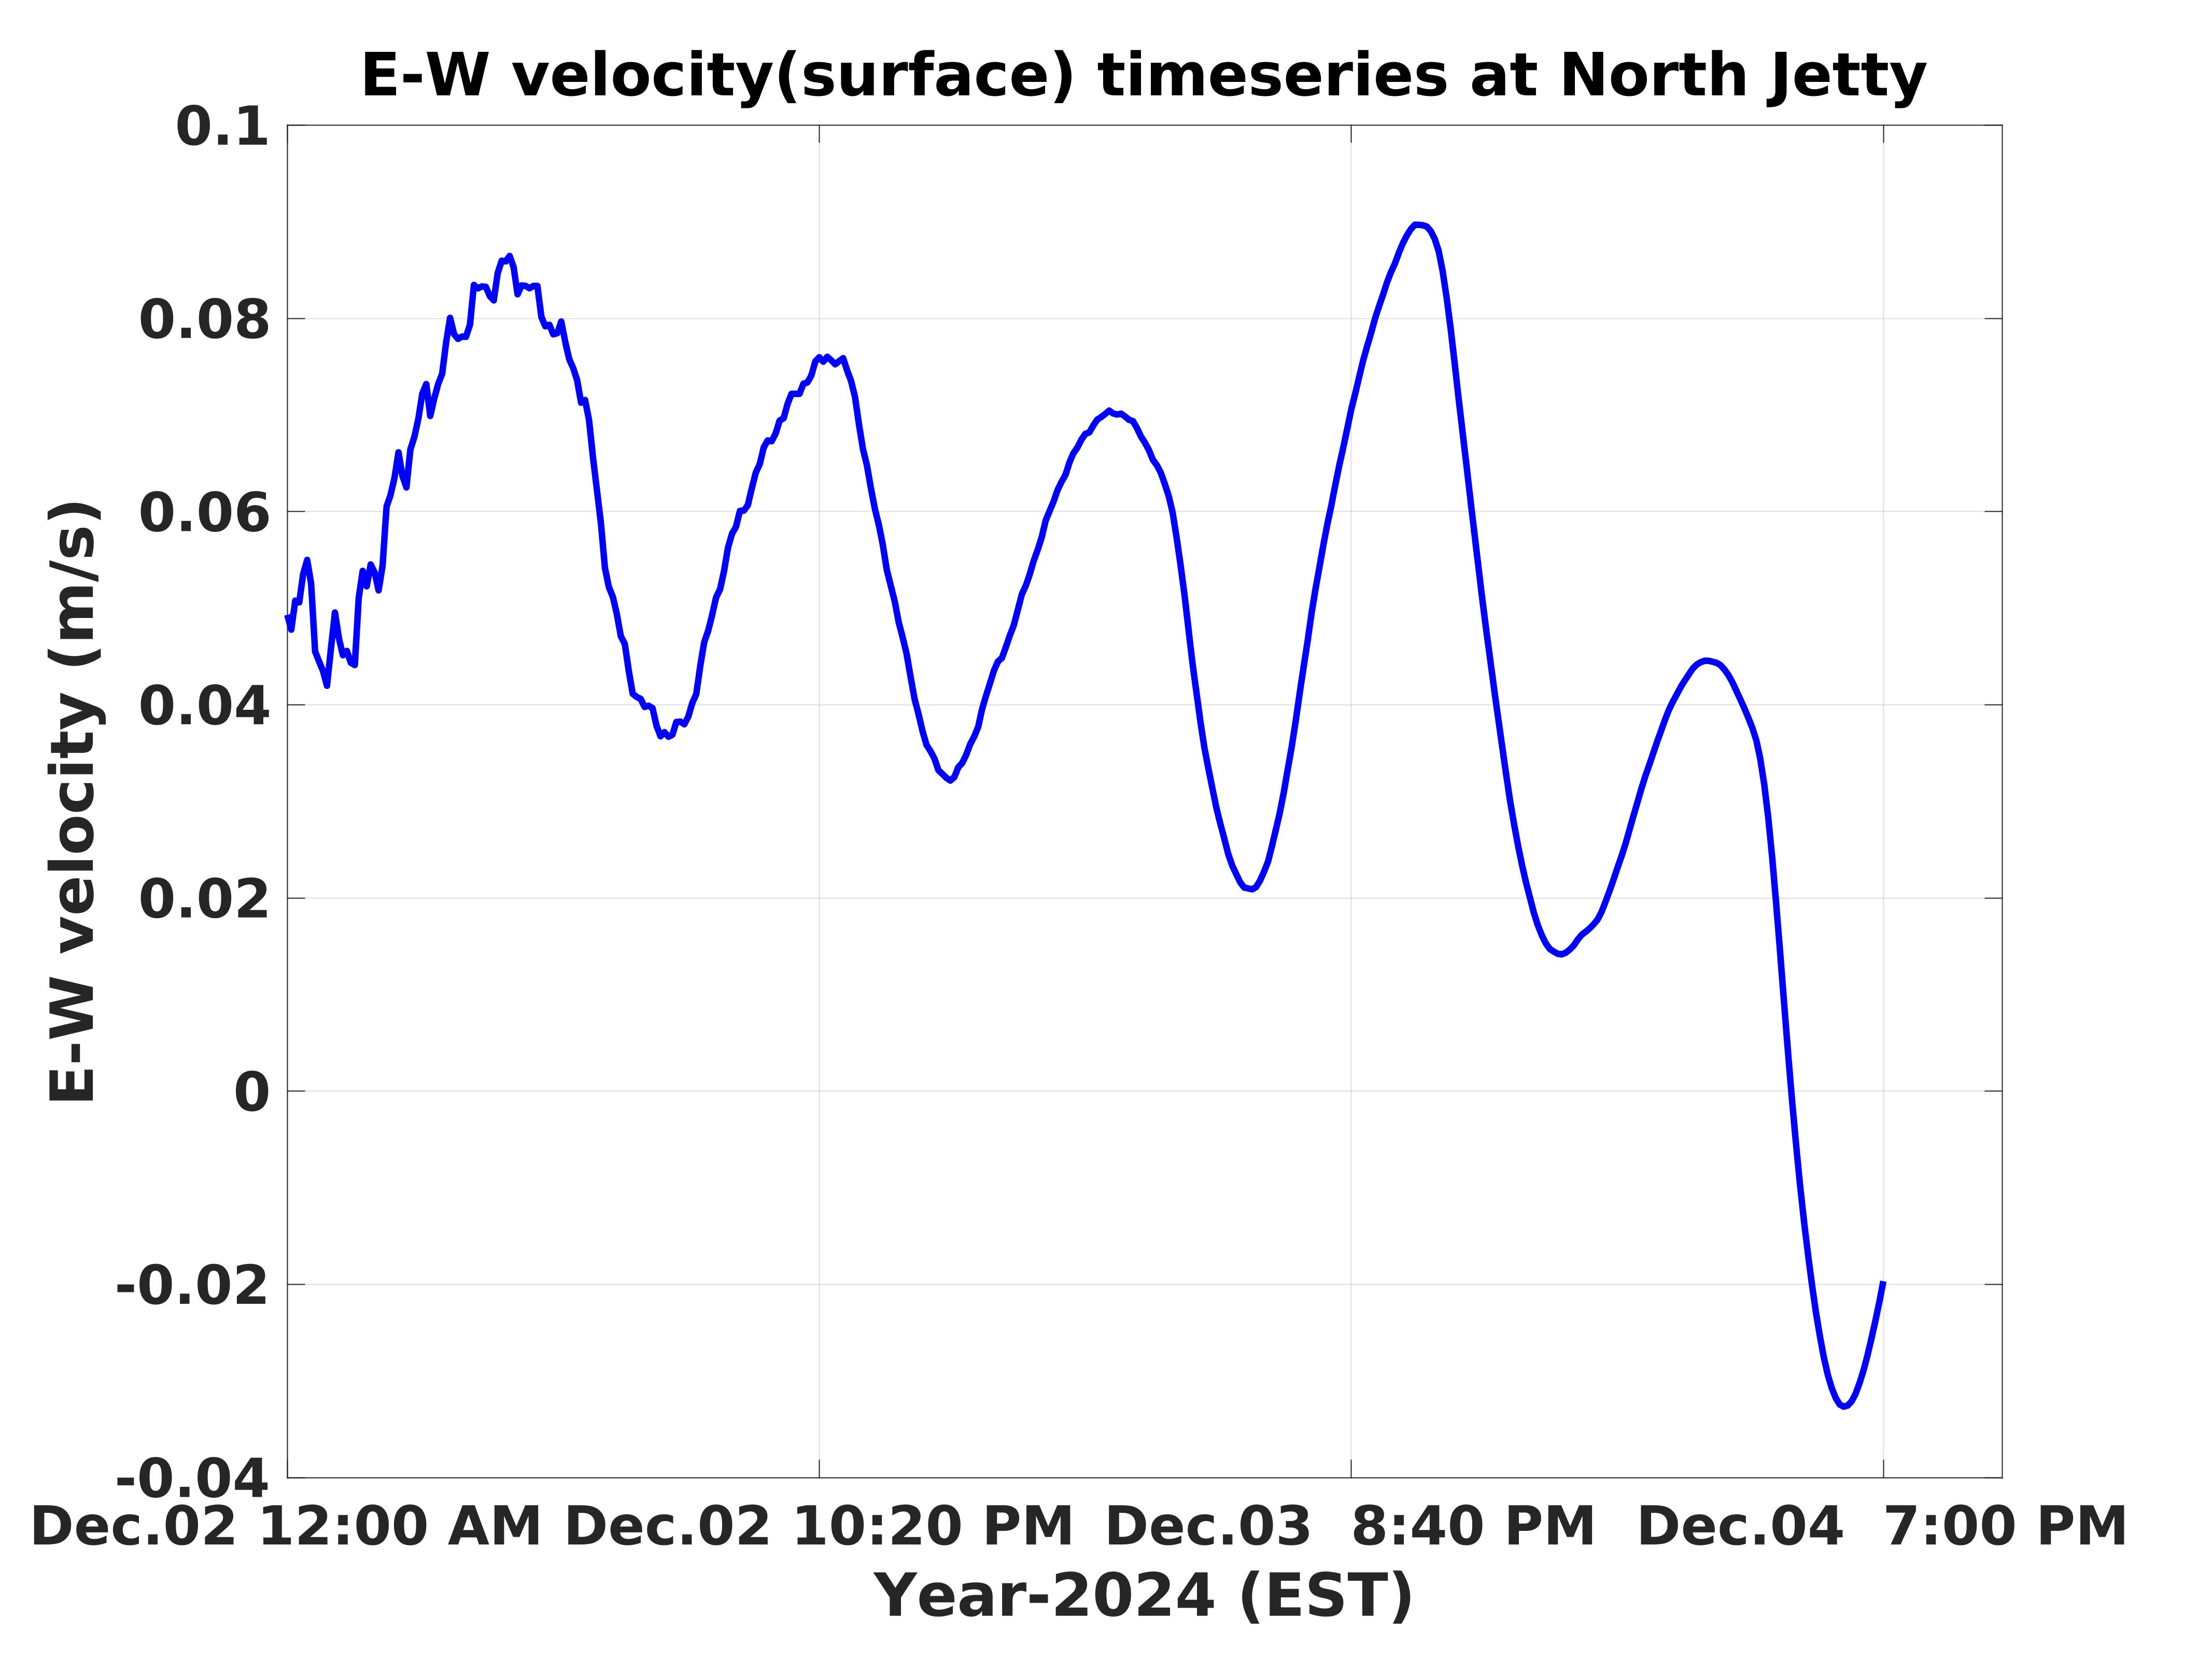 E-W velocity(surface) timeseries at North Jetty
E-W velocity (m/s)
0.1
0.08
0.06
0.04
0.02
0
-0.02
-0.04
Dec.02 12:00 AM Dec.02 10:20 PM Dec.03 8:40 PM Dec.04 7:00 PM
Year-2024 (EST)